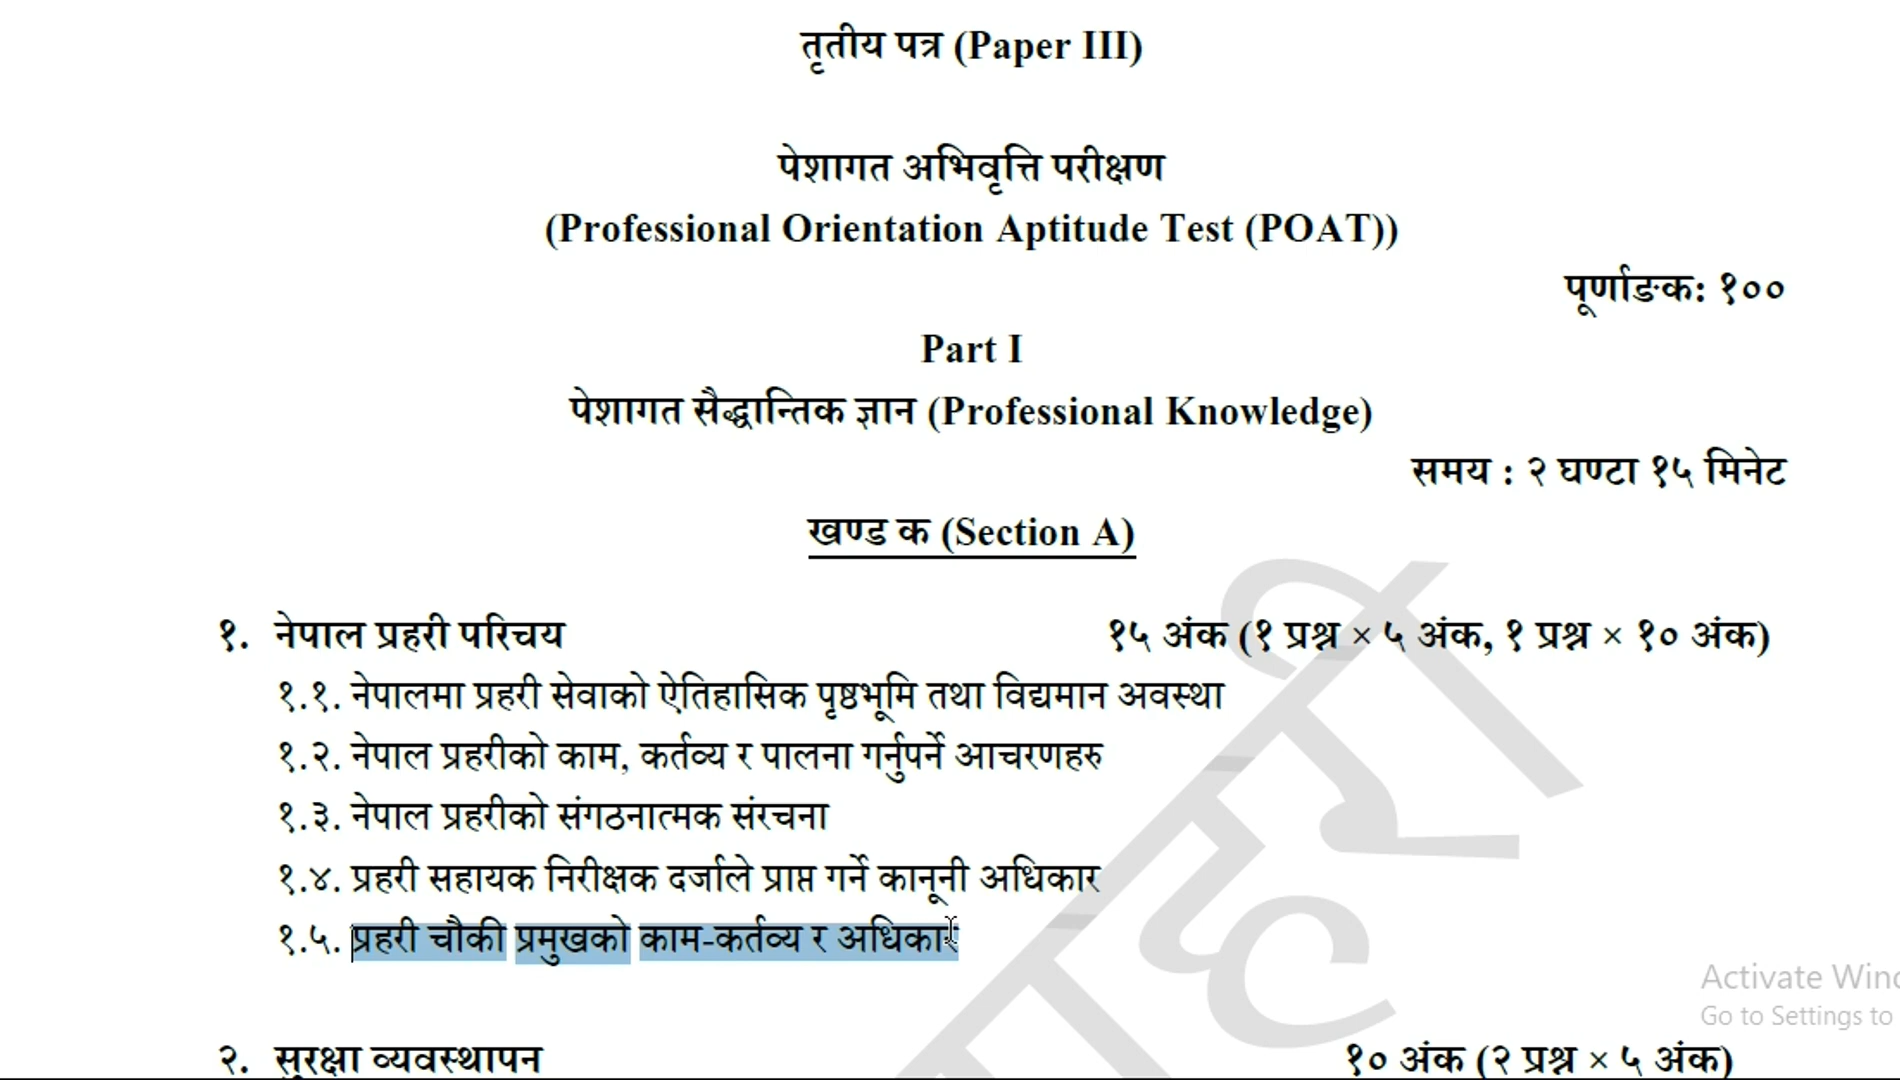 तृतीय पत्र (Paper III)
पेशागत अभिवृत्ति परीक्षण
(Professional Orientation Aptitude Test (POAT))
पूर्णाङक: १००
Part I
पेशागत सैद्धान्तिक ज्ञान (Professional Knowledge)
समय : २ घण्टा १५ मिनेट
खण्ड क (Section A)
१. नेपाल प्रहरी परिचय १५ अंक (१ प्रश्न × ५ अंक, १ प्रश्न × १० अंक)
१.१. नेपालमा प्रहरी सेवाको ऐतिहासिक पृष्ठभूमि तथा विद्यमान अवस्था
१.२. नेपाल प्रहरीको काम, कर्तव्य र पालना गर्नुपर्ने आचरणहरु
१.३. नेपाल प्रहरीको संगठनात्मक संरचना
१.४. प्रहरी सहायक निरीक्षक दर्जाले प्राप्त गर्ने कानूनी अधिकार
१.५. प्रहरी चौकी प्रमुखको काम-कर्तव्य र अधिकार
Activate Wind
Go to Settings to
२. सुरक्षा व्यवस्थापन १० अंक (२ प्रश्न × ५ अंक)